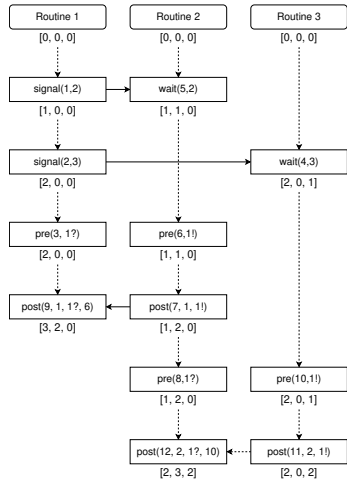 Routine 1 Routine 2 Routine 3
[0, 0, 0] [0, 0, 0] [0, 0, 0]
signal(1,2) wait(5,2)
[1, 0, 0] [1, 1, 0]
signal(2,3) wait(4,3)
[2, 0, 0] [2, 0, 1]
pre(3, 1?) pre(6,1!)
[2, 0, 0] [1, 1, 0]
post(9, 1, 1?, 6) post(7, 1, 1!)
[3, 2, 0] [1, 2, 0]
pre(8,1?) pre(10,1!)
[1, 2, 0] [2, 0, 1]
post(12, 2, 1?, 10) post(11, 2, 1!)
[2, 3, 2] [2, 0, 2]